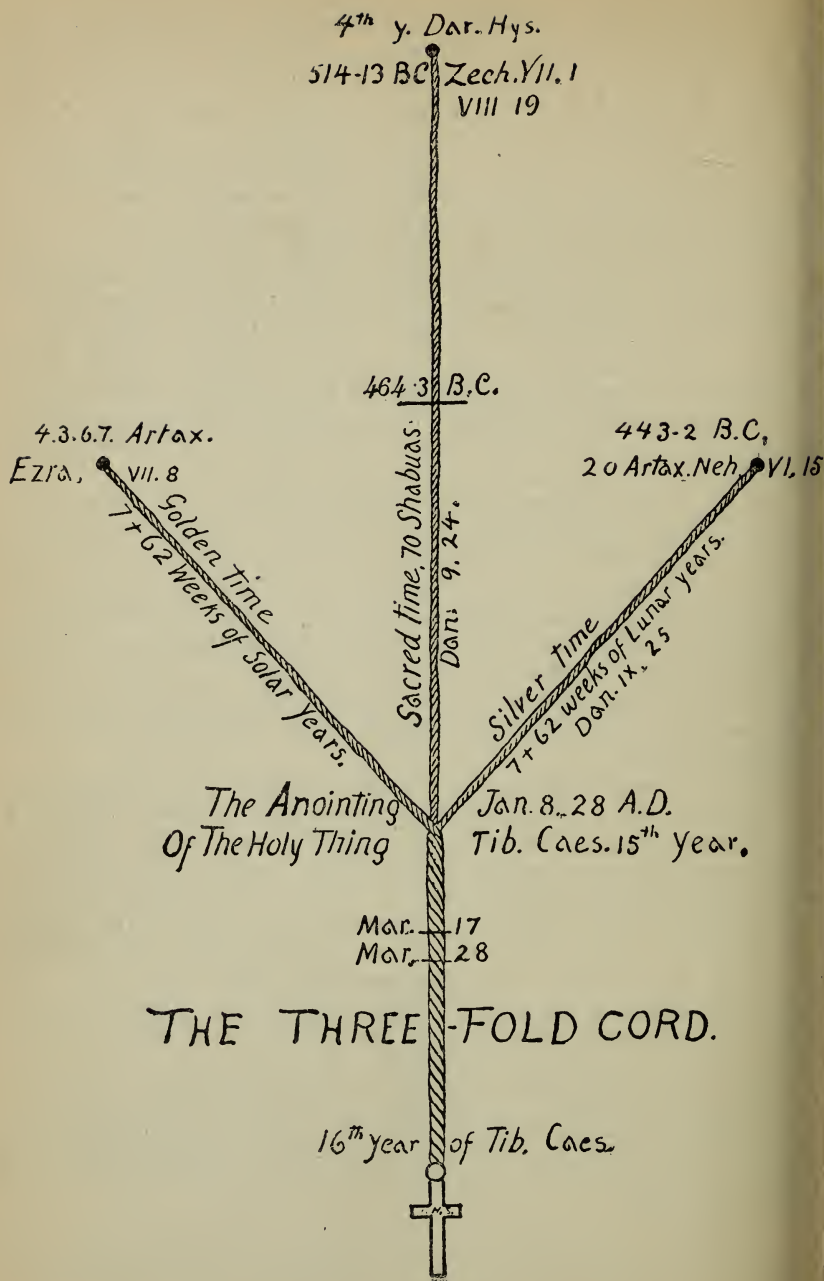 4th y. Dar. Hys.
514-13 BC Zech. VII. 1
VIII 19
464-3 B.C.
4.3.6.7. Artax.
Ezra, VII. 8
443-2 B.C,
20 Artax. Neh. VI. 15
Golden Time
7+62 Weeks of Solar Years.
Sacred Time, 70 Shabuas.
Dan. 9. 24.
Silver Time
7+62 weeks of Lunar years.
Dan. IX. 25
The Anointing Jan. 8.. 28 A.D.
Of The Holy Thing Tib. Caes. 15th Year.
Mar. 17
Mar. 28
THE THREE-FOLD CORD.
16th year of Tib. Caes.